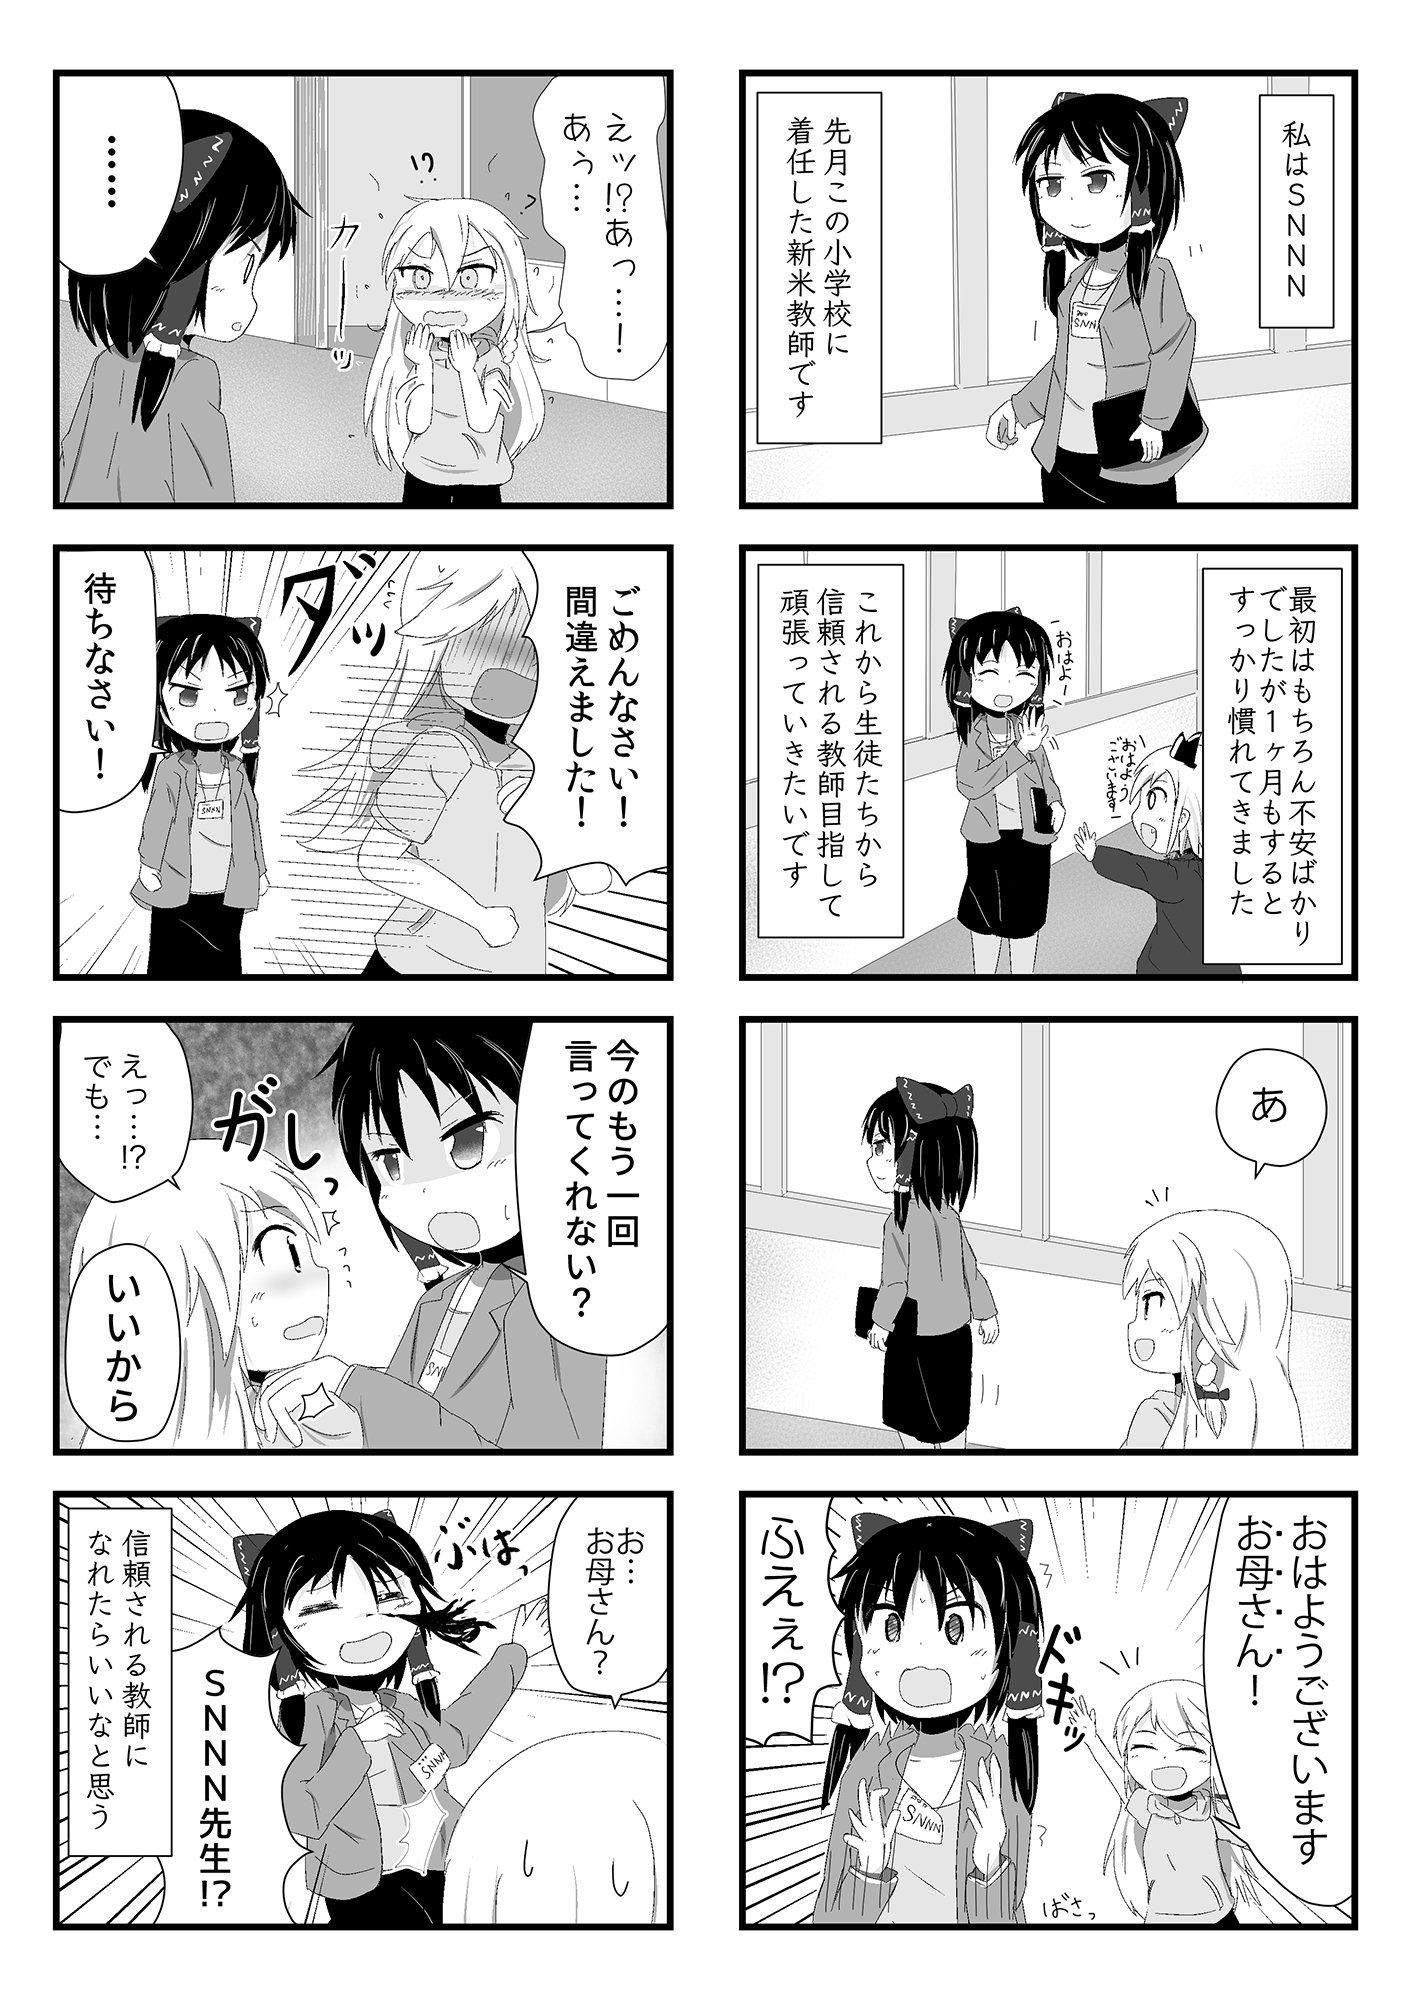 私はSNNN
先月この小学校に
着任した新米教師です
SNNN
最初はもちろん不安ばかり
でしたが1ヶ月もすると
すっかり慣れてきました
おはよー
おはよう
ございます
これから生徒たちから
信頼される教師目指して
頑張っていきたいです
あ
おはようございます
お母さん！
ドキッ
ふえぇ!?
SNNN
ばさっ
えッ!?あっ…！
あぅ…
!?
カーッ
……
ごめんなさい！
間違えました！
ダッ
待ちなさい！
SNNN
今のもう一回
言ってくれない？
がしっ
えっ…!?
でも…
SNNN
いいから
お…
お母さん？
ぶはっ
SNNN
SNNN先生!?
信頼される教師に
なれたらいいなと思う